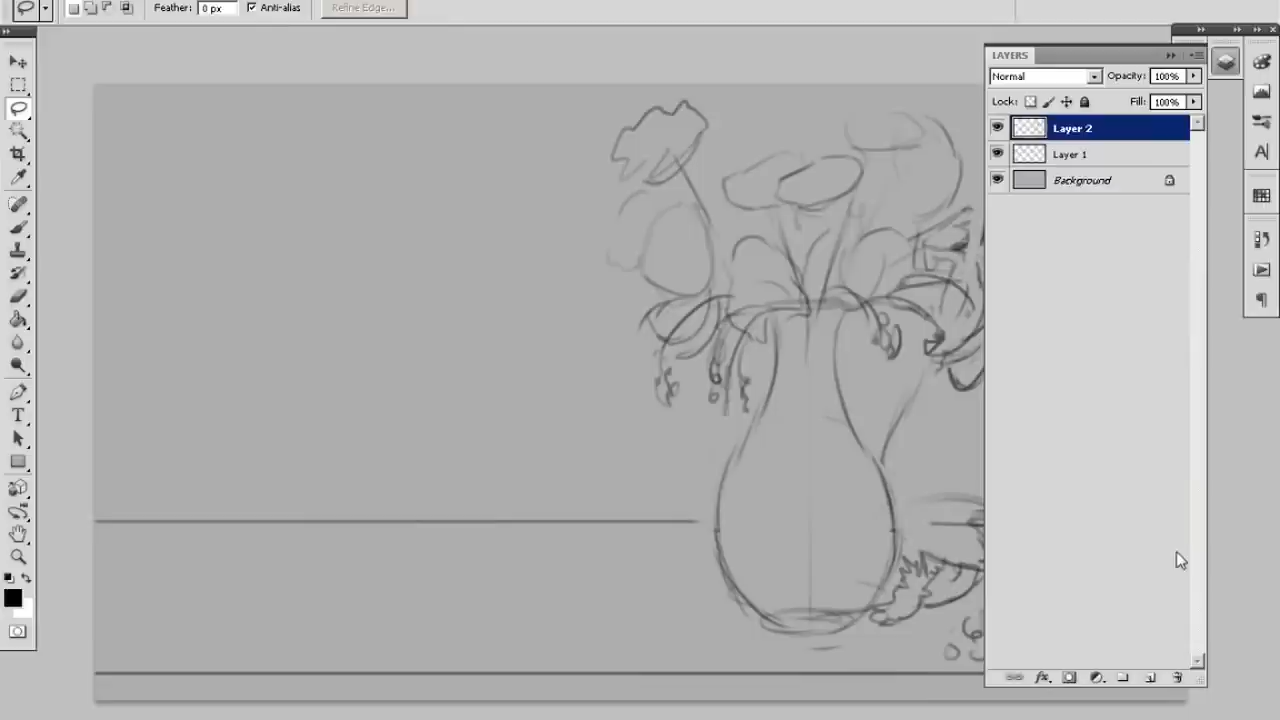 Feather: 0 px Anti-alias Refine Edge...
LAYERS
Normal Opacity: 100%
Lock: Fill: 100%
Layer 2
Layer 1
Background